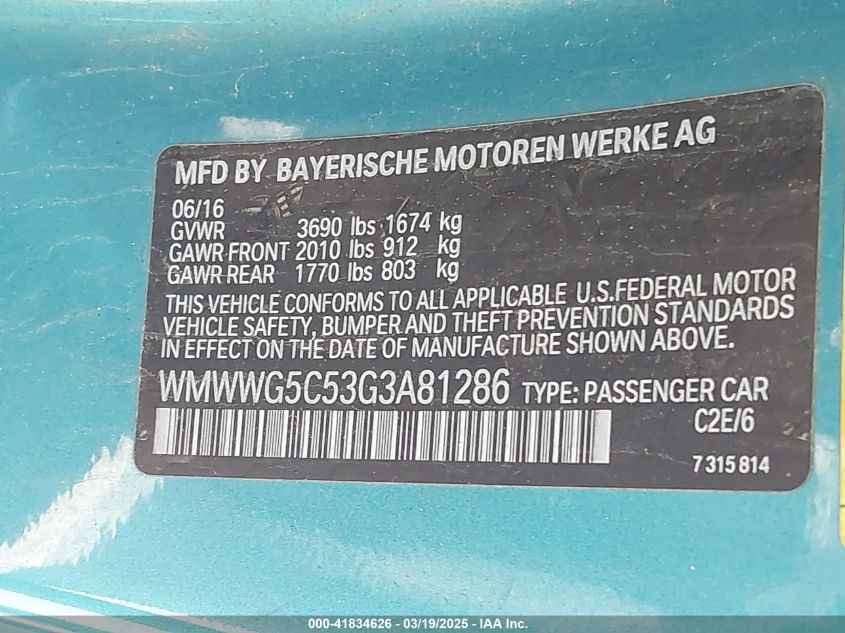 MFD BY BAYERISCHE MOTOREN WERKE AG
06/16
GVWR 3690 lbs 1674 kg
GAWR FRONT 2010 lbs 912 kg
GAWR REAR 1770 lbs 803 kg
THIS VEHICLE CONFORMS TO ALL APPLICABLE U.S.FEDERAL MOTOR
VEHICLE SAFETY, BUMPER AND THEFT PREVENTION STANDARDS
IN EFFECT ON THE DATE OF MANUFACTURE SHOWN ABOVE.
WMWWG5C53G3A81286 TYPE: PASSENGER CAR
C2E/6
7 315 814
000-41834626 - 03/19/2025 - IAA Inc.